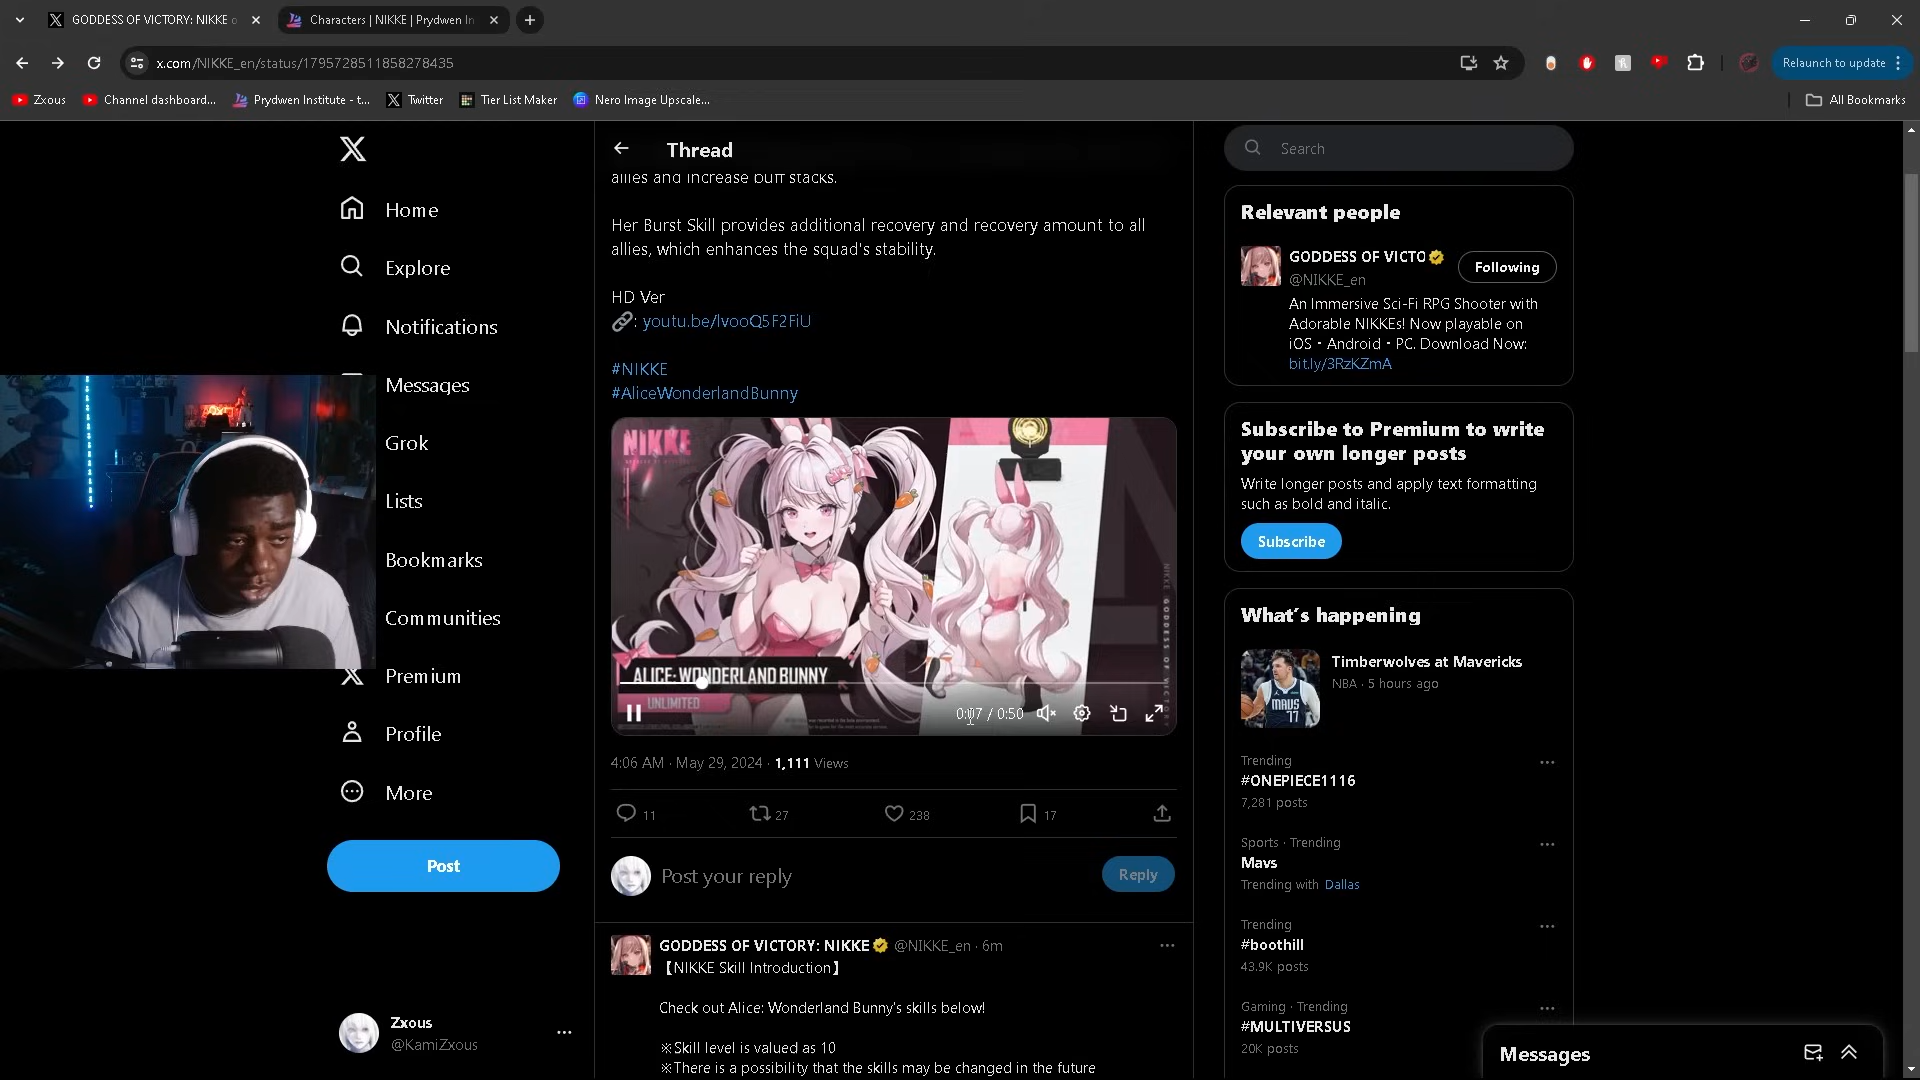 GODDESS OF VICTORY: NIKKE o
Characters | NIKKE | Prydwen In
x.com/NIKKE_en/status/1795728511858278435
Relaunch to update
Zxous
Channel dashboard...
Prydwen Institute - t...
Twitter
Tier List Maker
Nero Image Upscale...
All Bookmarks
Home
Explore
Notifications
Messages
Grok
Lists
Bookmarks
Communities
Premium
Profile
More
Post
Zxous
@KamiZxous
Thread
allies and increase buff stacks.
Her Burst Skill provides additional recovery and recovery amount to all
allies, which enhances the squad's stability.
HD Ver
🔗: youtu.be/lvooQ5F2FiU
#NIKKE
#AliceWonderlandBunny
NIKKE
ALICE: WONDERLAND BUNNY
UNLIMITED
NIKKE: GODDESS OF VICTORY
0:07 / 0:50
4:06 AM · May 29, 2024 · 1,111 Views
11
27
238
17
Post your reply
Reply
GODDESS OF VICTORY: NIKKE @NIKKE_en · 6m
【NIKKE Skill Introduction】
Check out Alice: Wonderland Bunny's skills below!
※Skill level is valued as 10
※There is a possibility that the skills may be changed in the future
Search
Relevant people
GODDESS OF VICTO
@NIKKE_en
Following
An Immersive Sci-Fi RPG Shooter with
Adorable NIKKEs! Now playable on
iOS・Android・PC. Download Now:
bit.ly/3RzKZmA
Subscribe to Premium to write
your own longer posts
Write longer posts and apply text formatting
such as bold and italic.
Subscribe
What's happening
Timberwolves at Mavericks
NBA · 5 hours ago
MAVS
77
Trending
#ONEPIECE1116
7,281 posts
Sports · Trending
Mavs
Trending with Dallas
Trending
#boothill
43.9K posts
Gaming · Trending
#MULTIVERSUS
20K posts
Messages